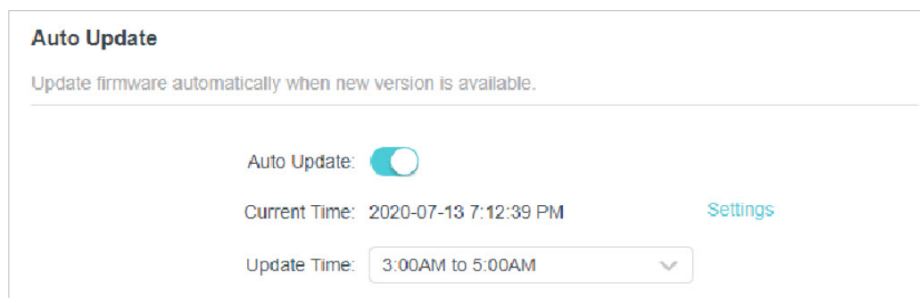 Auto Update
Update firmware automatically when new version is available.
Auto Update:
Current Time: 2020-07-13 7:12:39 PM Settings
Update Time: 3:00AM to 5:00AM